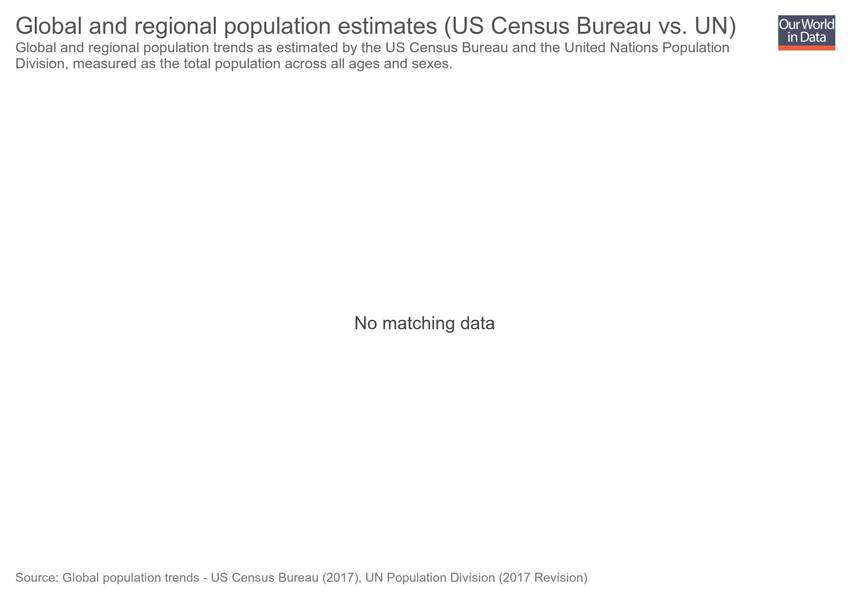 Global and regional population estimates (US Census Bureau vs. UN)
Our World
in Data
Global and regional population trends as estimated by the US Census Bureau and the United Nations Population
Division, measured as the total population across all ages and sexes.
No matching data
Source: Global population trends - US Census Bureau (2017), UN Population Division (2017 Revision)